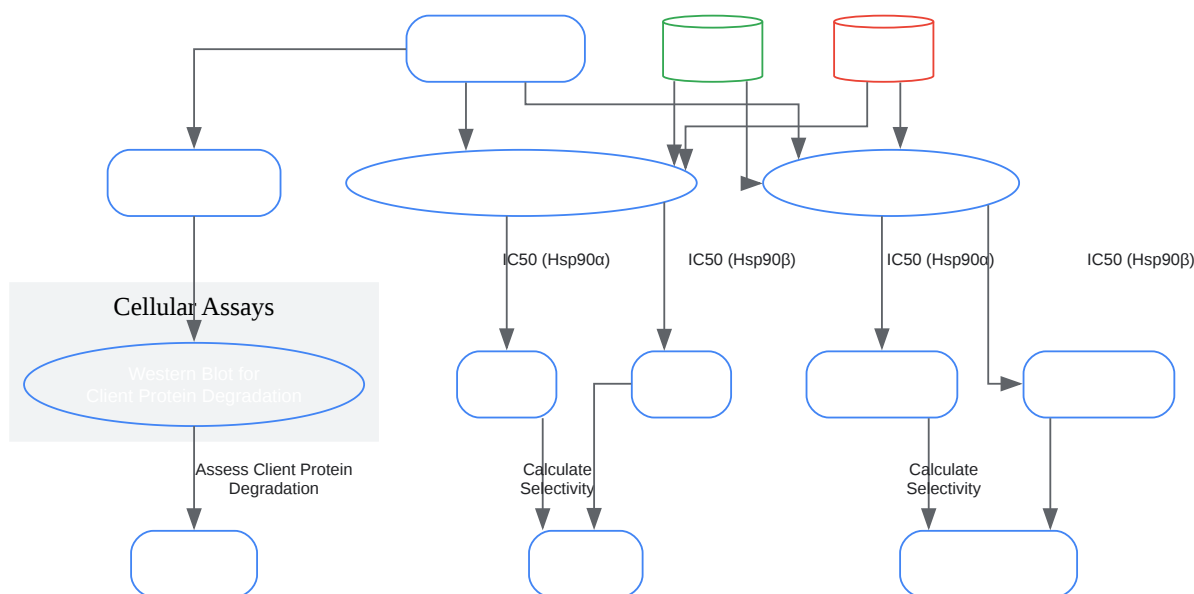 IC50 (Hsp90α)
IC50 (Hsp90β)
IC50 (Hsp90α)
IC50 (Hsp90β)
Cellular Assays
Western Blot for
Client Protein Degradation
Assess Client Protein
Degradation
Calculate
Selectivity
Calculate
Selectivity